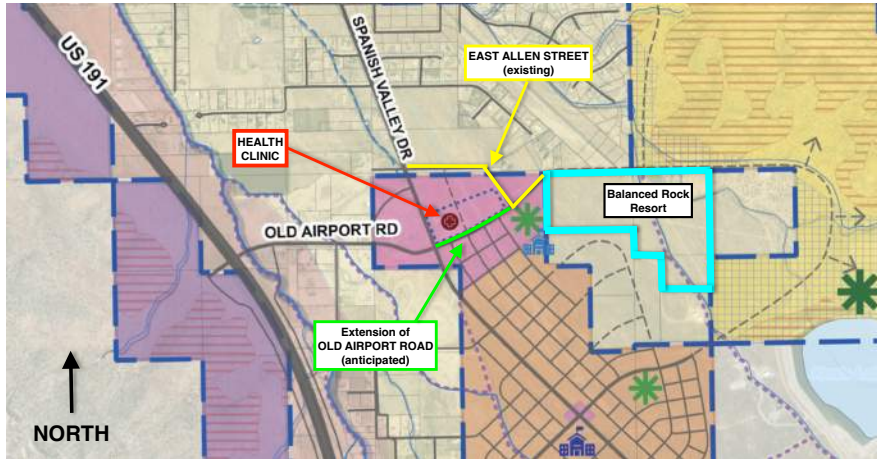 US 191
SPANISH VALLEY DR
EAST ALLEN STREET
(existing)
HEALTH
CLINIC
Balanced Rock
Resort
OLD AIRPORT RD
Extension of
OLD AIRPORT ROAD
(anticipated)
NORTH